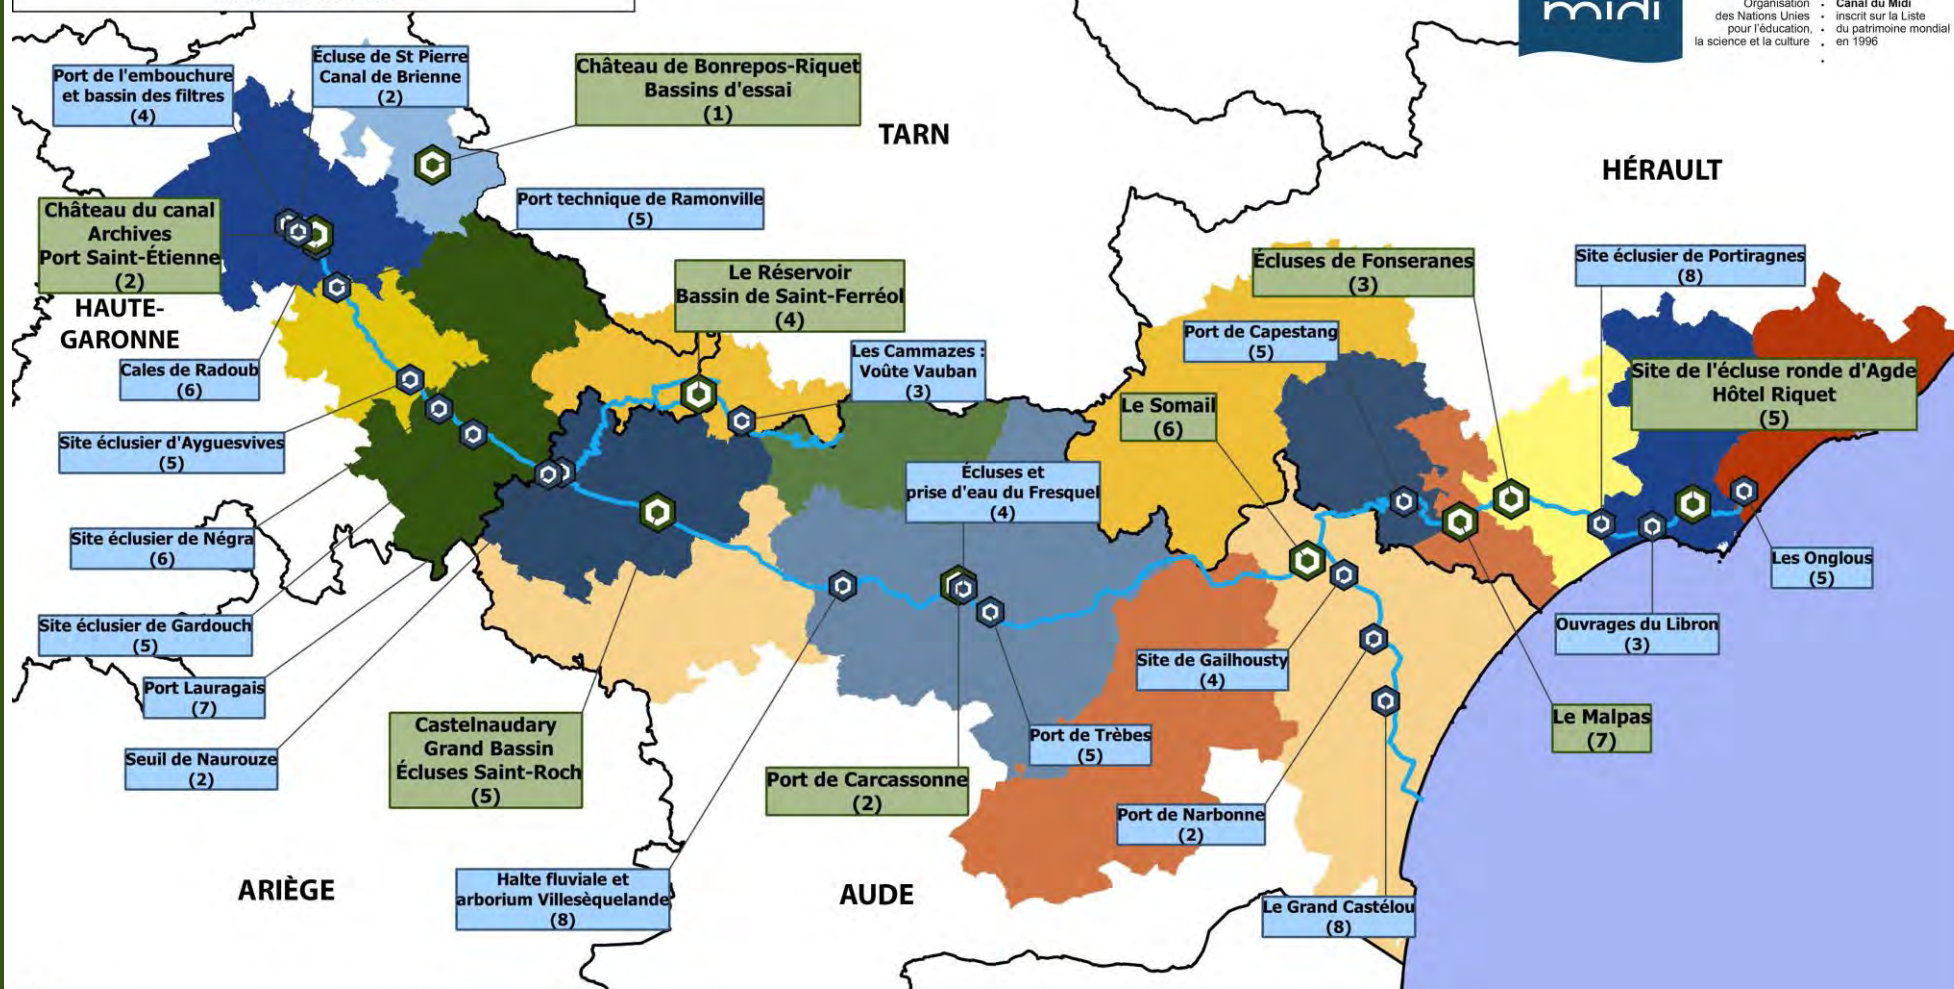 midi
Organisation
des Nations Unies
pour l'éducation,
la science et la culture
Canal du Midi
inscrit sur la Liste
du patrimoine mondial
en 1996
Port de l'embouchure
et bassin des filtres
(4)
Écluse de St Pierre
Canal de Brienne
(2)
Château de Bonrepos-Riquet
Bassins d'essai
(1)
TARN
HÉRAULT
Château du canal
Archives
Port Saint-Étienne
(2)
Port technique de Ramonville
(5)
Le Réservoir
Bassin de Saint-Ferréol
(4)
Écluses de Fonseranes
(3)
Site éclusier de Portiragnes
(8)
HAUTE-
GARONNE
Cales de Radoub
(6)
Les Cammazes :
Voûte Vauban
(3)
Port de Capestang
(5)
Le Somail
(6)
Site de l'écluse ronde d'Agde
Hôtel Riquet
(5)
Site éclusier d'Ayguesvives
(5)
Écluses et
prise d'eau du Fresquel
(4)
Site éclusier de Négra
(6)
Les Onglous
(5)
Site éclusier de Gardouch
(5)
Ouvrages du Libron
(3)
Port Lauragais
(7)
Site de Gailhousty
(4)
Seuil de Naurouze
(2)
Castelnaudary
Grand Bassin
Écluses Saint-Roch
(5)
Port de Trèbes
(5)
Le Malpas
(7)
Port de Carcassonne
(2)
Port de Narbonne
(2)
ARIÈGE
Halte fluviale et
arborium Villesèquelande
(8)
AUDE
Le Grand Castélou
(8)